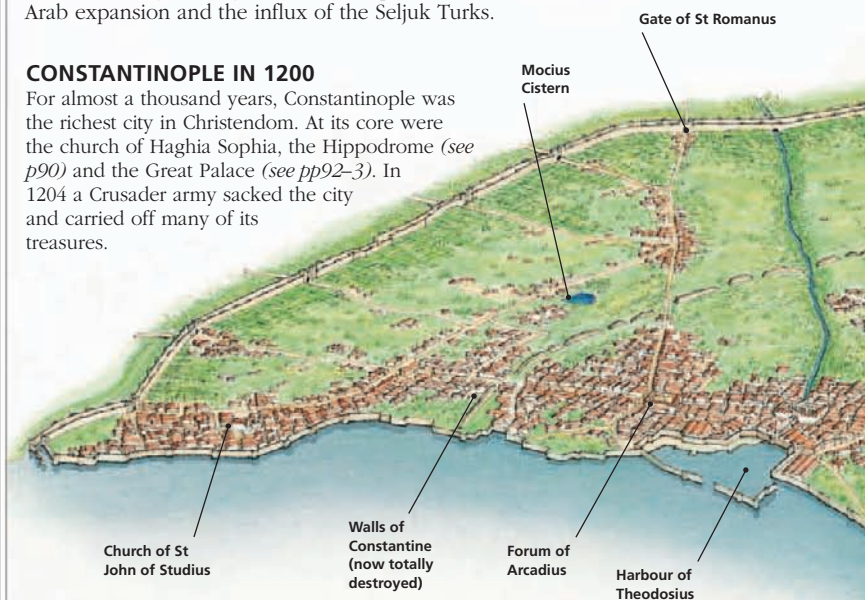 Arab expansion and the influx of the Seljuk Turks.
CONSTANTINOPLE IN 1200
For almost a thousand years, Constantinople was
the richest city in Christendom. At its core were
the church of Haghia Sophia, the Hippodrome (see
p90) and the Great Palace (see pp92–3). In
1204 a Crusader army sacked the city
and carried off many of its
treasures.
Gate of St Romanus
Mocius
Cistern
Church of St
John of Studius
Walls of
Constantine
(now totally
destroyed)
Forum of
Arcadius
Harbour of
Theodosius